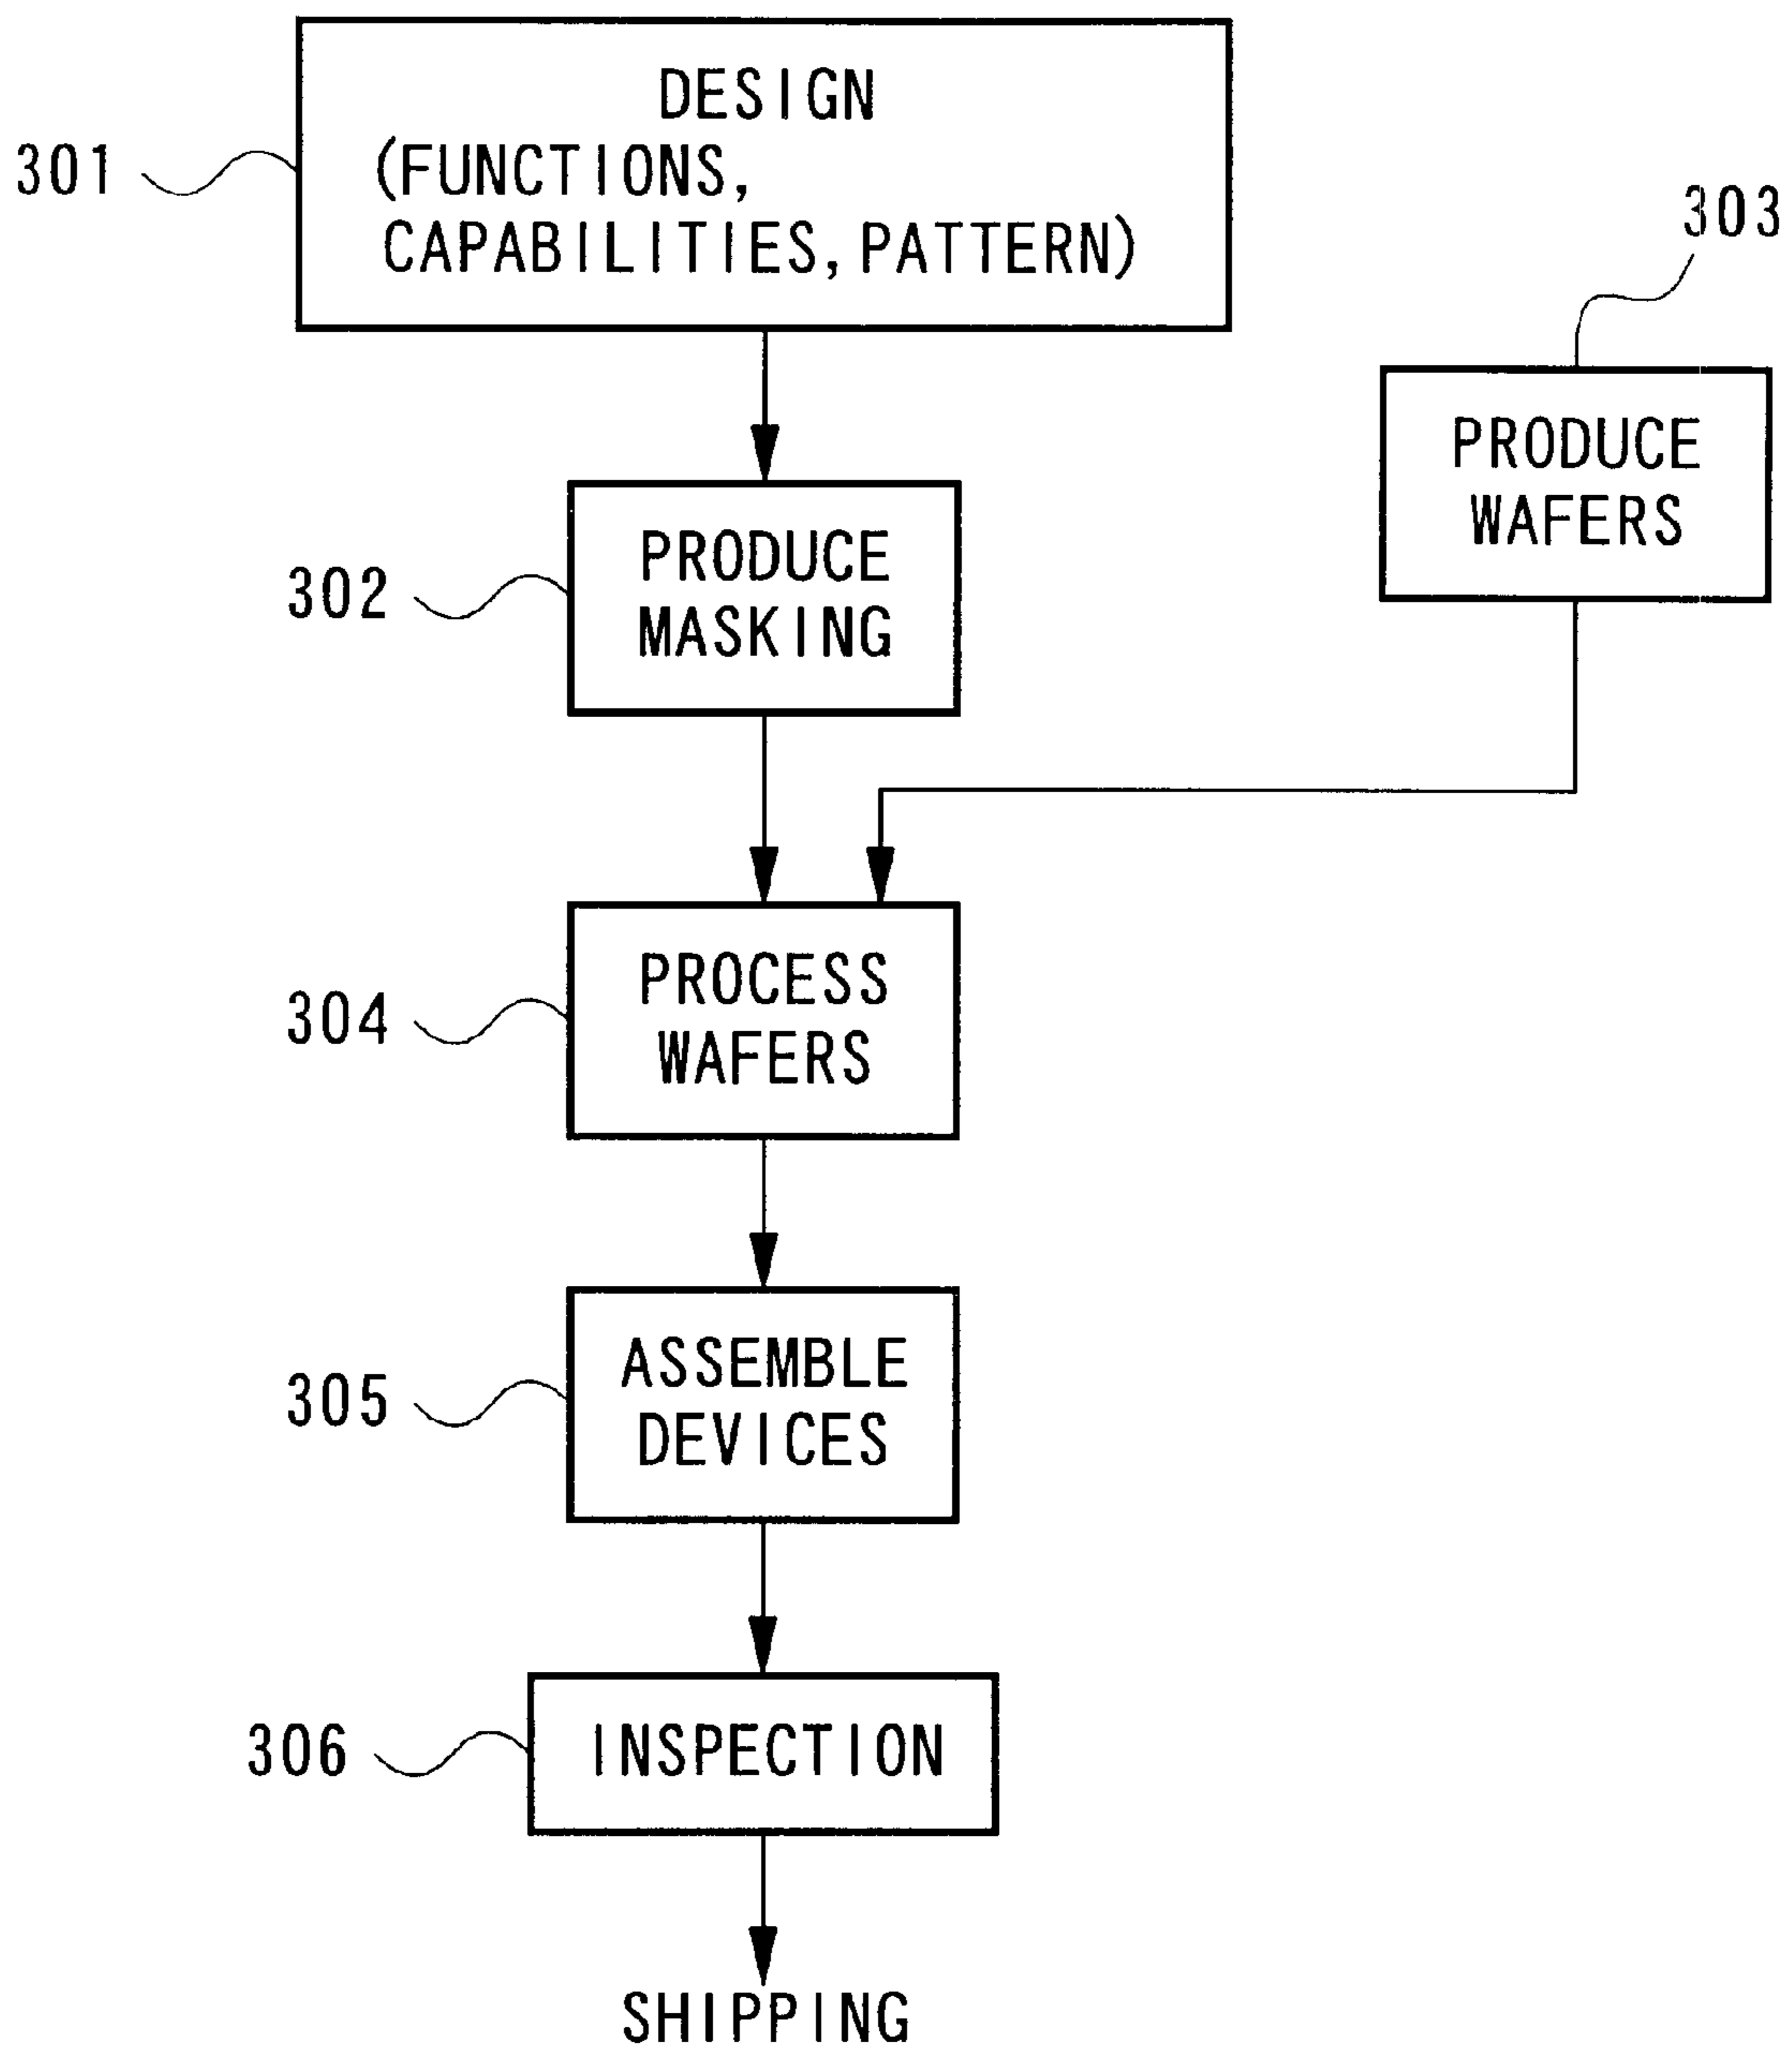 DESIGN
(FUNCTIONS,
CAPABILITIES, PATTERN)
301
303
PRODUCE
WAFERS
302
PRODUCE
MASKING
304
PROCESS
WAFERS
305
ASSEMBLE
DEVICES
306
INSPECTION
SHIPPING